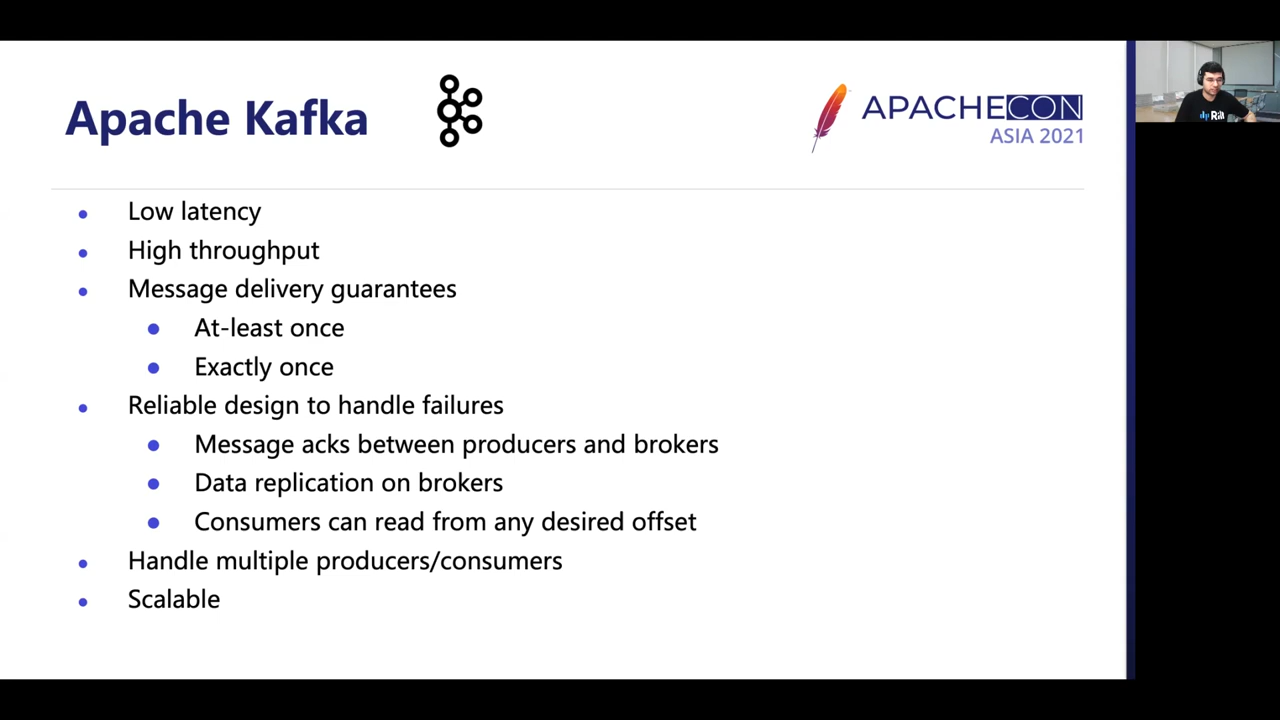 Apache Kafka
APACHECON
ASIA 2021
Low latency
High throughput
Message delivery guarantees
At-least once
Exactly once
Reliable design to handle failures
Message acks between producers and brokers
Data replication on brokers
Consumers can read from any desired offset
Handle multiple producers/consumers
Scalable
Rill